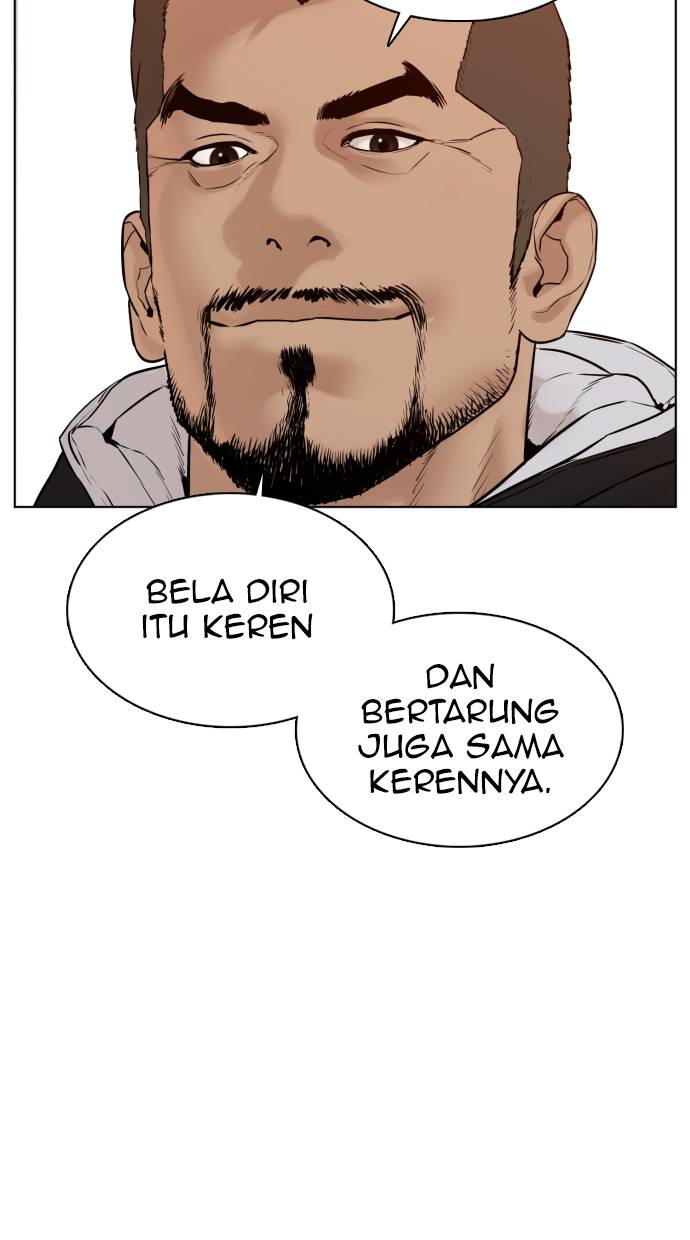 BELA DIRI
ITU KEREN
DAN
BERTARUNG
JUGA SAMA
KERENNYA.